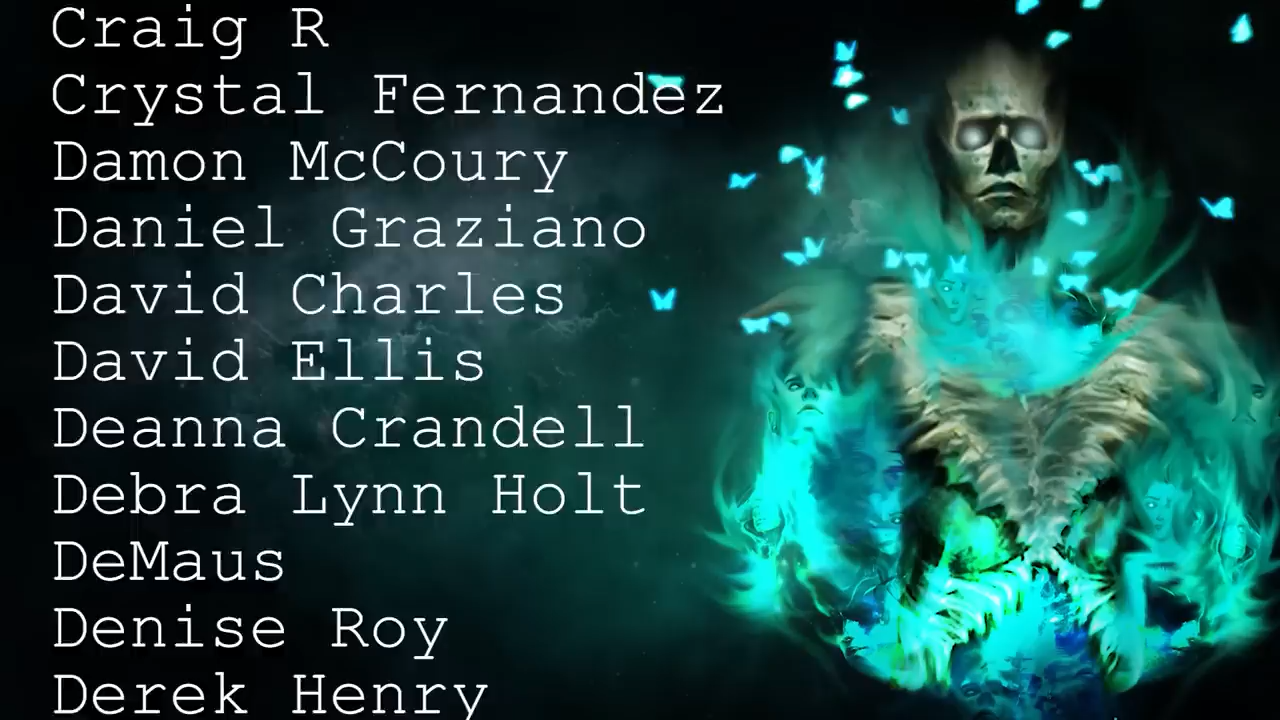 Craig R
Crystal Fernandez
Damon McCoury
Daniel Graziano
David Charles
David Ellis
Deanna Crandell
Debra Lynn Holt
DeMaus
Denise Roy
Derek Henry